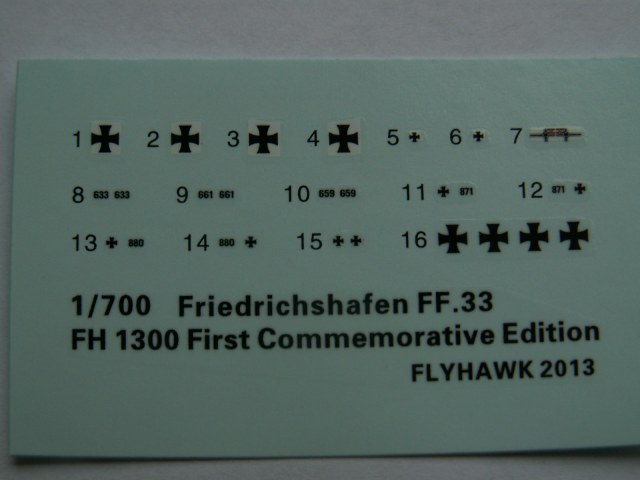 1 2 3 4 5 6 7
8 633 633 9 661 661 10 659 659 11 871 12 871
13 880 14 880 15 16
1/700 Friedrichshafen FF.33
FH 1300 First Commemorative Edition
FLYHAWK 2013